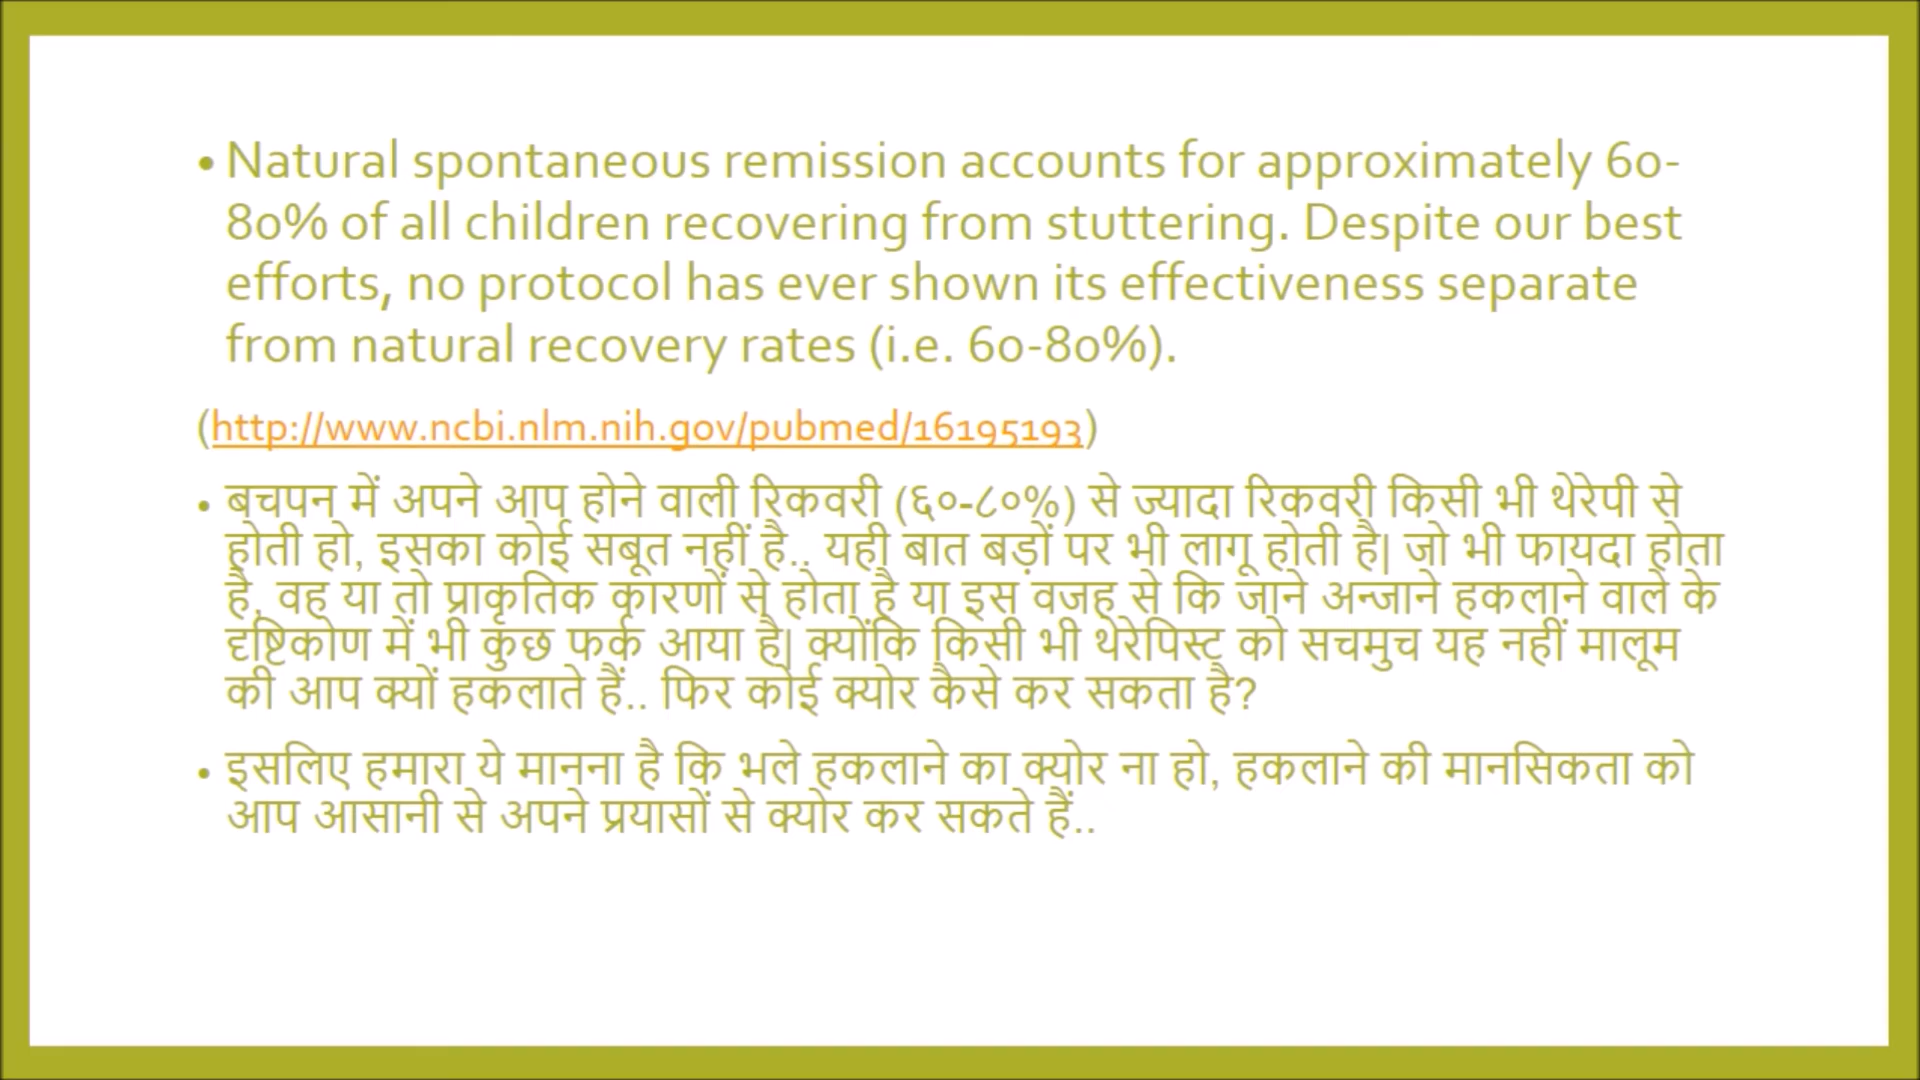 • Natural spontaneous remission accounts for approximately 60-
80% of all children recovering from stuttering. Despite our best
efforts, no protocol has ever shown its effectiveness separate
from natural recovery rates (i.e. 60-80%).
(http://www.ncbi.nlm.nih.gov/pubmed/16195193)
• बचपन में अपने आप होने वाली रिकवरी (६०-८०%) से ज्यादा रिकवरी किसी भी थेरेपी से
होती हो, इसका कोई सबूत नहीं है.. यही बात बड़ों पर भी लागू होती है| जो भी फायदा होता
है, वह या तो प्राकृतिक कारणों से होता है या इस वजह से कि जाने अन्जाने हकलाने वाले के
दृष्टिकोण में भी कुछ फर्क आया है| क्योंकि किसी भी थेरेपिस्ट को सचमुच यह नहीं मालूम
की आप क्यों हकलाते हैं.. फिर कोई क्योर कैसे कर सकता है?
• इसलिए हमारा ये मानना है कि भले हकलाने का क्योर ना हो, हकलाने की मानसिकता को
आप आसानी से अपने प्रयासों से क्योर कर सकते हैं..